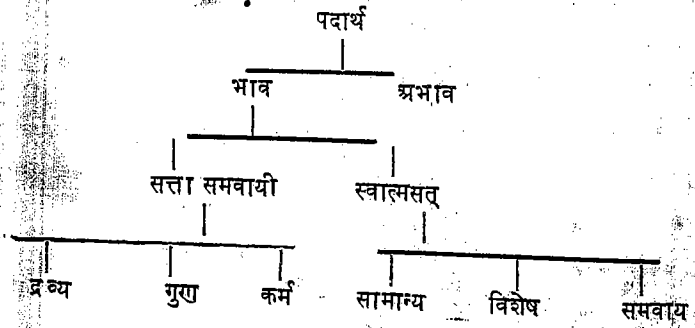 पदार्थ
भाव अभाव
सत्ता समवायी स्वात्मसत्
द्रव्य गुण कर्म सामान्य विशेष समवाय